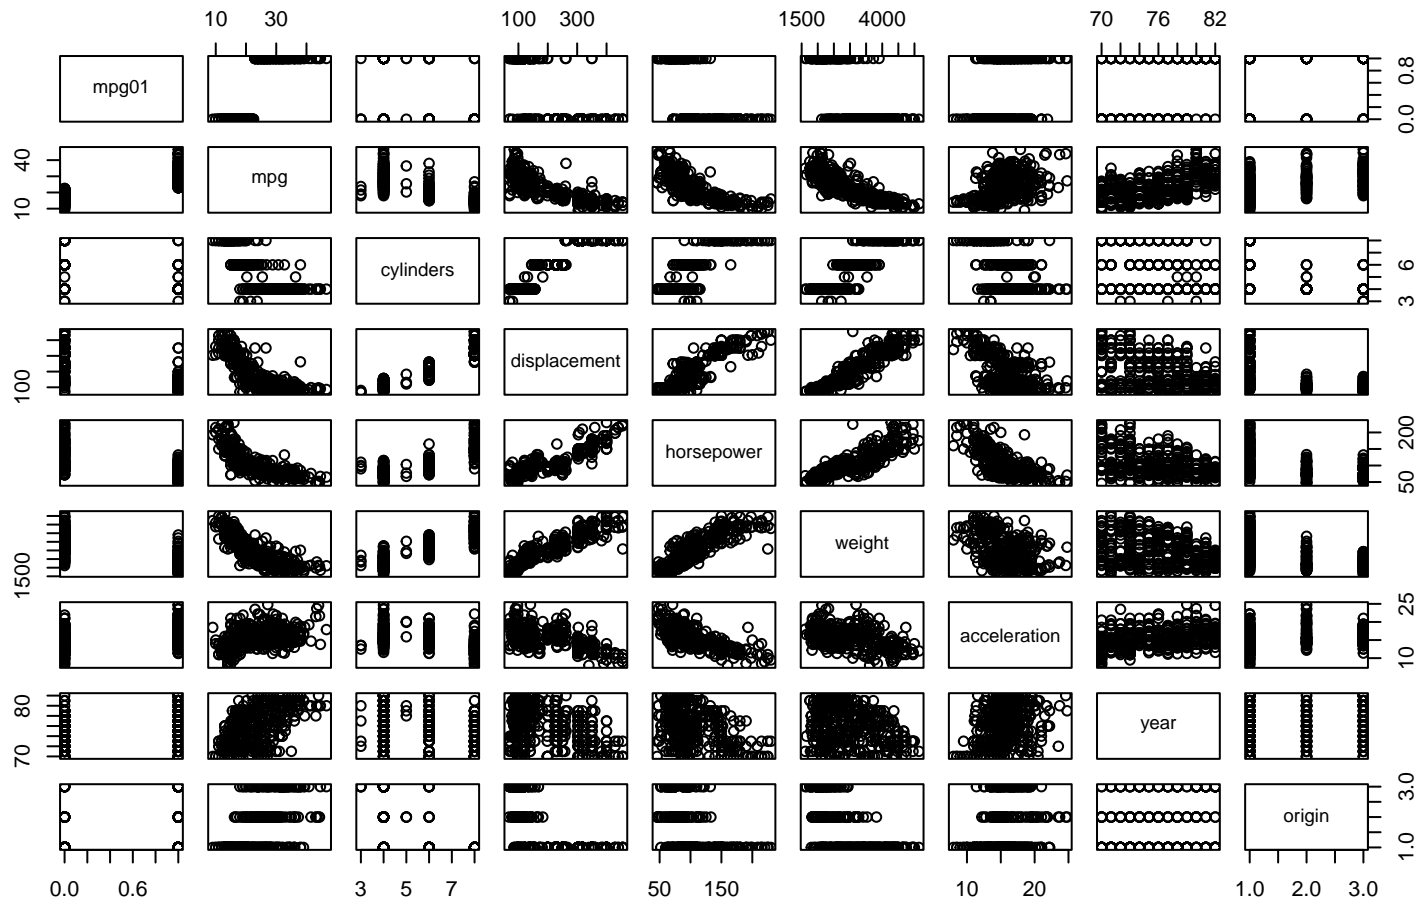 10 30 100 300 1500 4000 70 76 82
mpg01 0.0 0.8
10 40 mpg
cylinders 3 6
100 displacement
horsepower 50 200
1500 weight
acceleration 10 25
70 80 year
origin 1.0 3.0
0.0 0.6 3 5 7 50 150 10 20 1.0 2.0 3.0